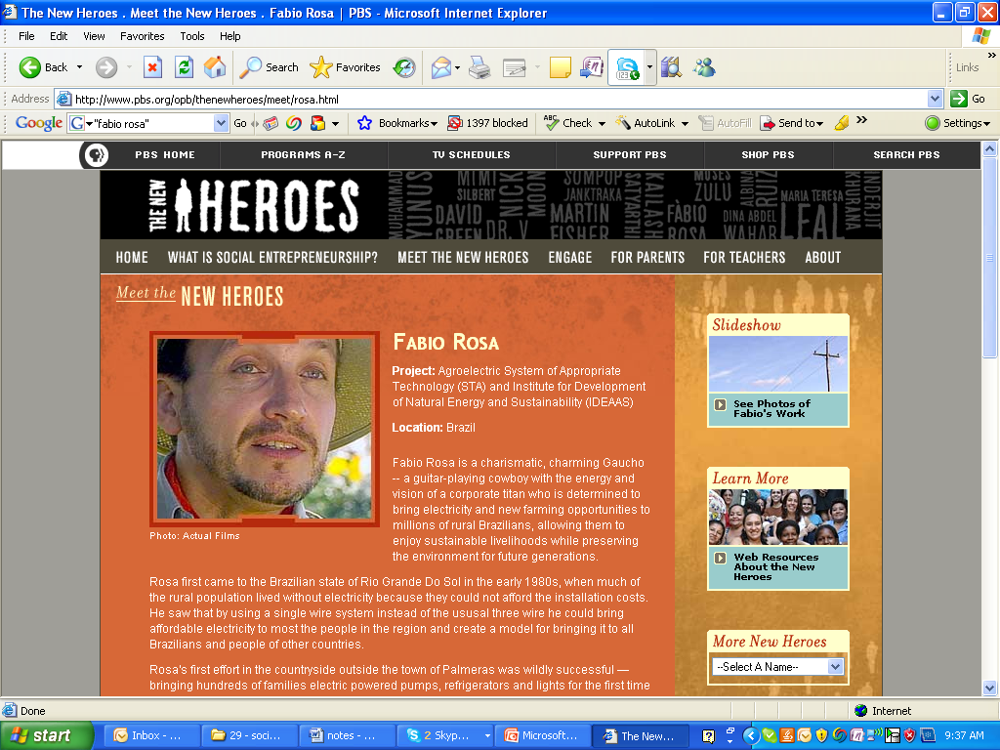 The New Heroes . Meet the New Heroes . Fabio Rosa | PBS - Microsoft Internet Explorer
File Edit View Favorites Tools Help
Back Search Favorites Links
Address http://www.pbs.org/opb/thenewheroes/meet/rosa.html Go
Google "fabio rosa" Go Bookmarks 1397 blocked Check AutoLink AutoFill Send to Settings
PBS HOME PROGRAMS A-Z TV SCHEDULES SUPPORT PBS SHOP PBS SEARCH PBS
THE NEW HEROES
MUHAMMAD YUNUS
MIMI SILBERT
DAVID GREEN
DR. V
NICK MOON
SOMPOP JANKTRAKA
MARTIN FISHER
KAILASH SATYARTHI
MOSES ZULU
FÀBIO ROSA
DINA ABDEL WAHAB
ALBINA RUIZ
MARIA TERESA LEAL
INDERJIT KHURANA
HOME WHAT IS SOCIAL ENTREPRENEURSHIP? MEET THE NEW HEROES ENGAGE FOR PARENTS FOR TEACHERS ABOUT
Meet the NEW HEROES
FABIO ROSA
Project: Agroelectric System of Appropriate
Technology (STA) and Institute for Development
of Natural Energy and Sustainability (IDEAAS)
Location: Brazil
Fabio Rosa is a charismatic, charming Gaucho
-- a guitar-playing cowboy with the energy and
vision of a corporate titan who is determined to
bring electricity and new farming opportunities to
millions of rural Brazilians, allowing them to
enjoy sustainable livelihoods while preserving
the environment for future generations.
Photo: Actual Films
Rosa first came to the Brazilian state of Rio Grande Do Sol in the early 1980s, when much of
the rural population lived without electricity because they could not afford the installation costs.
He saw that by using a single wire system instead of the ususal three wire he could bring
affordable electricity to most the people in the region and create a model for bringing it to all
Brazilians and people of other countries.
Rosa's first effort in the countryside outside the town of Palmeras was wildly successful —
bringing hundreds of families electric powered pumps, refrigerators and lights for the first time
Slideshow
See Photos of
Fabio's Work
Learn More
Web Resources
About the New
Heroes
More New Heroes
--Select A Name--
Done Internet
start Inbox - ... 29 - soci... notes - ... 2 Skyp... Microsoft... The New... 9:37 AM